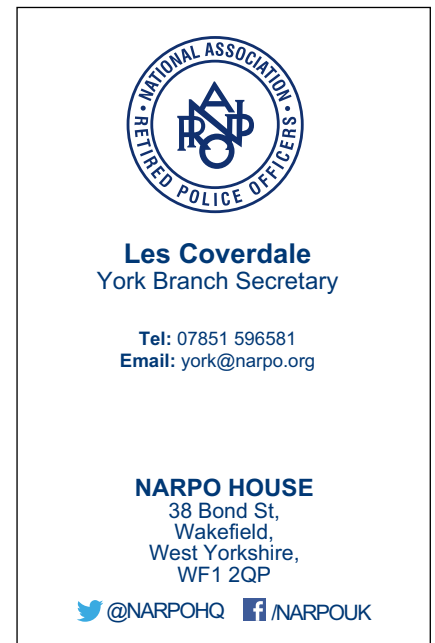 NATIONAL ASSOCIATION
RETIRED POLICE OFFICERS
NARPO
Les Coverdale
York Branch Secretary
Tel: 07851 596581
Email: york@narpo.org
NARPO HOUSE
38 Bond St,
Wakefield,
West Yorkshire,
WF1 2QP
@NARPOHQ /NARPOUK